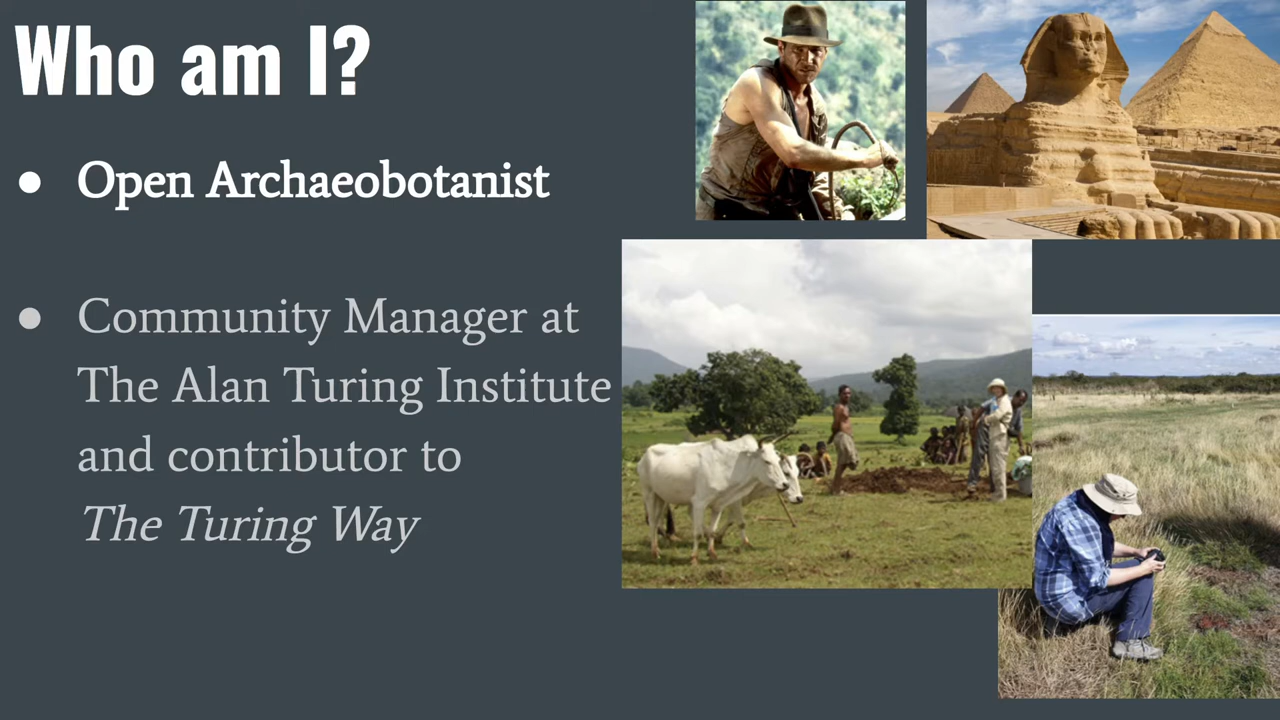 Who am I?
● Open Archaeobotanist
● Community Manager at
The Alan Turing Institute
and contributor to
The Turing Way